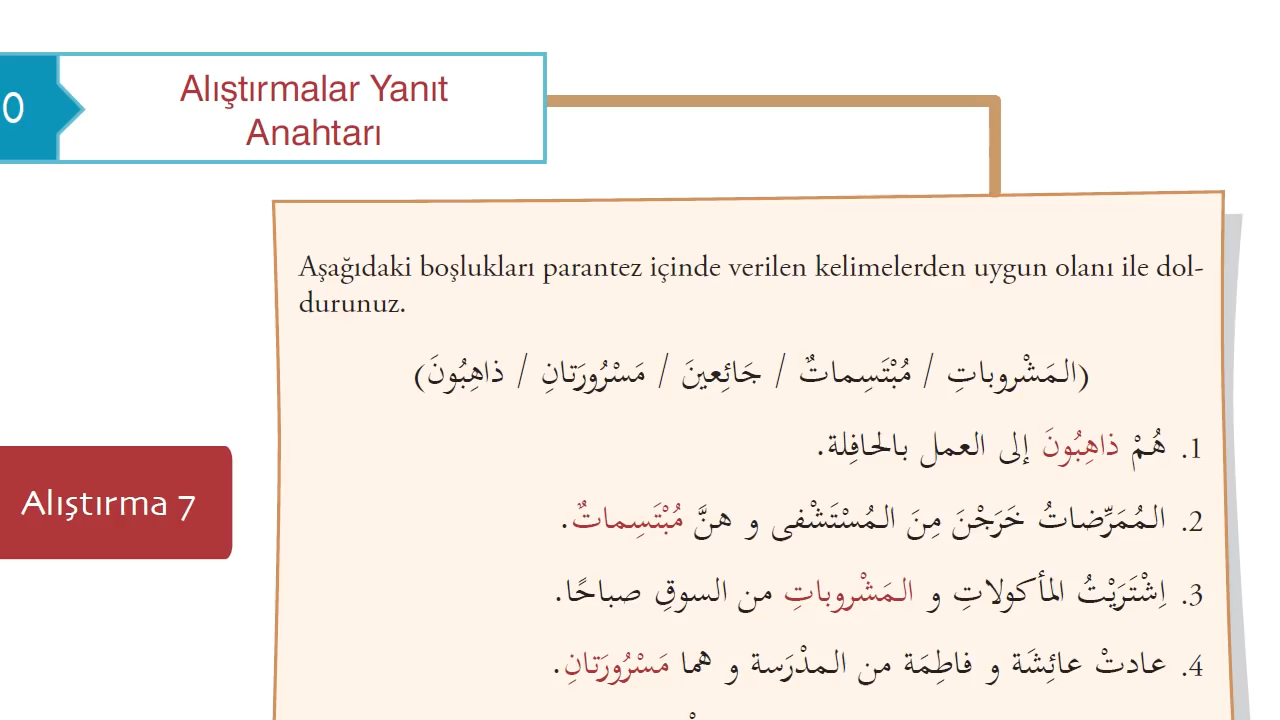 0
Alıştırmalar Yanıt
Anahtarı
Aşağıdaki boşlukları parantez içinde verilen kelimelerden uygun olanı ile dol-
durunuz.
(المَشْروباتِ / مُبْتَسِماتٌ / جَائِعينَ / مَسْرُورَتانِ / ذاهِبُونَ)
1. هُمْ ذاهِبُونَ إلى العمل بالحافِلة.
2. المُمَرِّضاتُ خَرَجْنَ مِنَ المُسْتَشْفى و هنَّ مُبْتَسِماتٌ.
3. اِشْتَرَيْتُ المأكولاتِ و المَشْروباتِ من السوقِ صباحًا.
4. عادتْ عائِشَة و فاطِمَة من المدْرَسة و هما مَسْرُورَتانِ.
Alıştırma 7